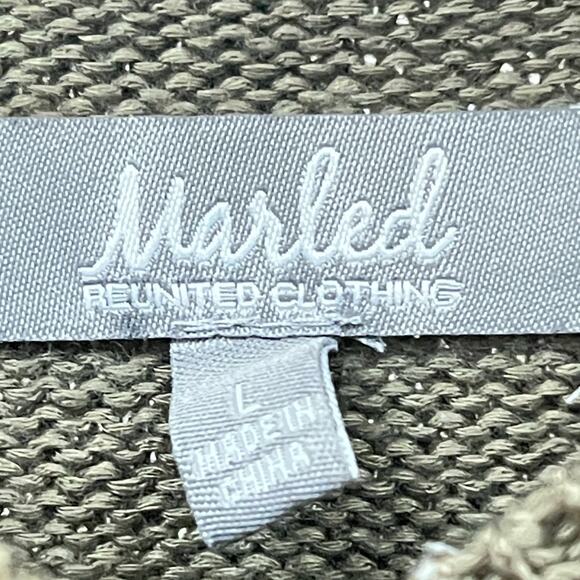 Marled
REUNITED CLOTHING
L
MADE IN
CHINA